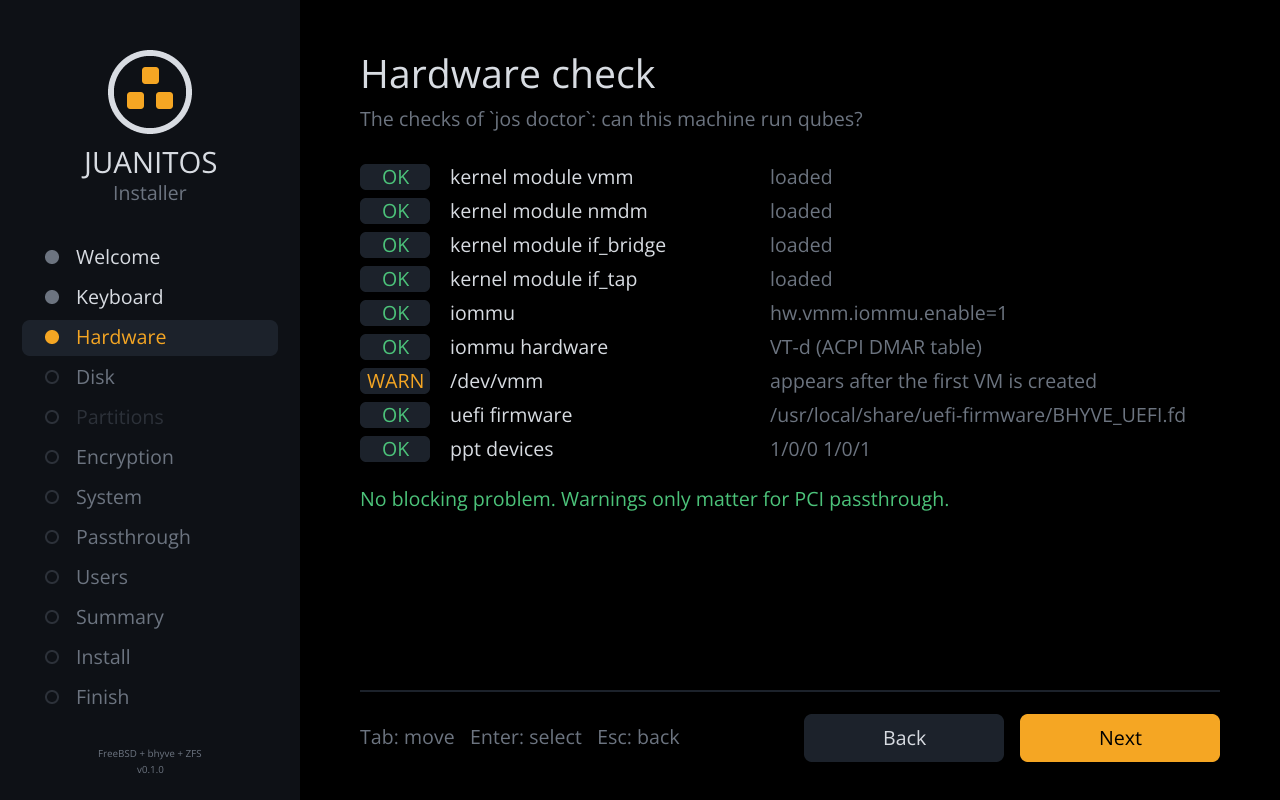 JUANITOS
Installer
Welcome
Keyboard
Hardware
Disk
Partitions
Encryption
System
Passthrough
Users
Summary
Install
Finish
FreeBSD + bhyve + ZFS
v0.1.0
Hardware check
The checks of `jos doctor`: can this machine run qubes?
OK kernel module vmm loaded
OK kernel module nmdm loaded
OK kernel module if_bridge loaded
OK kernel module if_tap loaded
OK iommu hw.vmm.iommu.enable=1
OK iommu hardware VT-d (ACPI DMAR table)
WARN /dev/vmm appears after the first VM is created
OK uefi firmware /usr/local/share/uefi-firmware/BHYVE_UEFI.fd
OK ppt devices 1/0/0 1/0/1
No blocking problem. Warnings only matter for PCI passthrough.
Tab: move Enter: select Esc: back Back Next